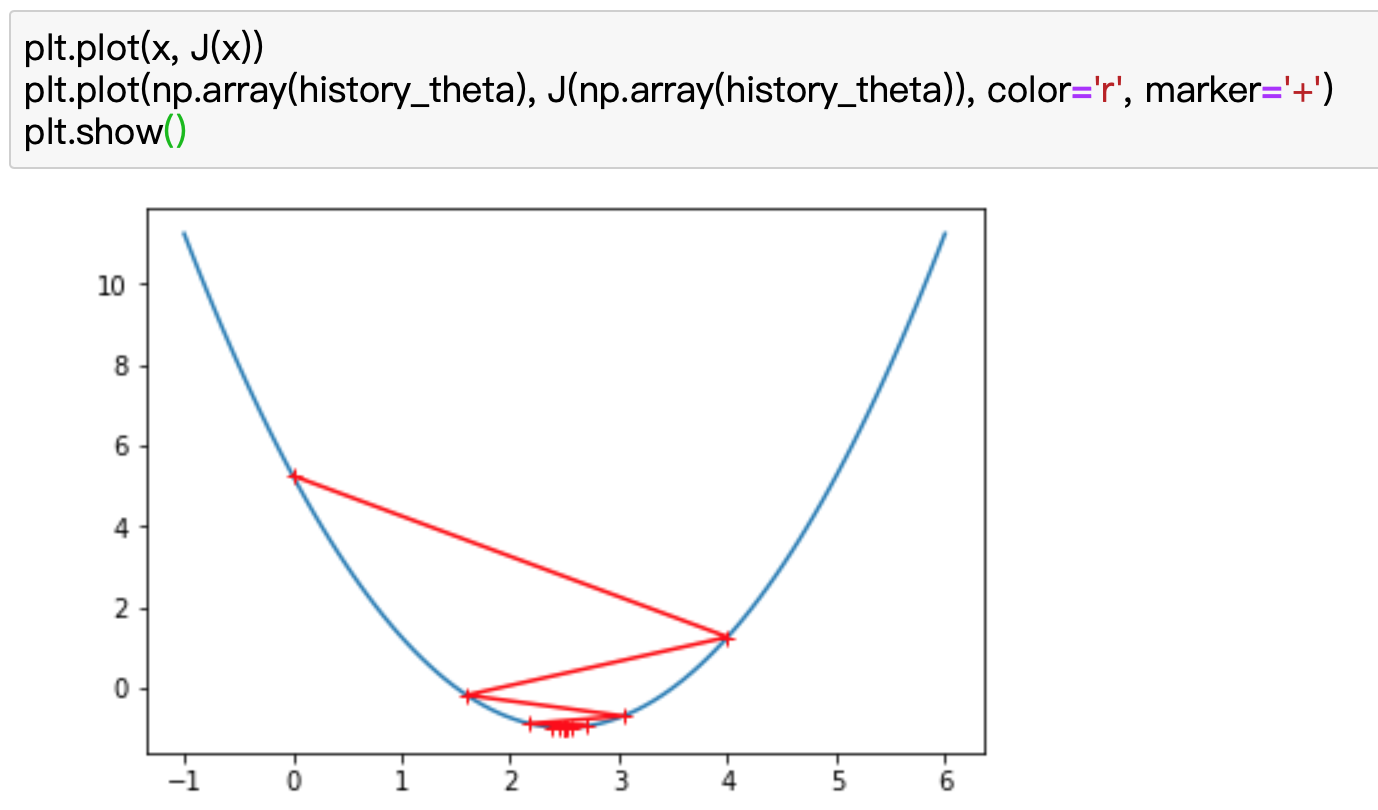 plt.plot(x, J(x))
plt.plot(np.array(history_theta), J(np.array(history_theta)), color='r', marker='+')
plt.show()
10
8
6
4
2
0
−1 0 1 2 3 4 5 6